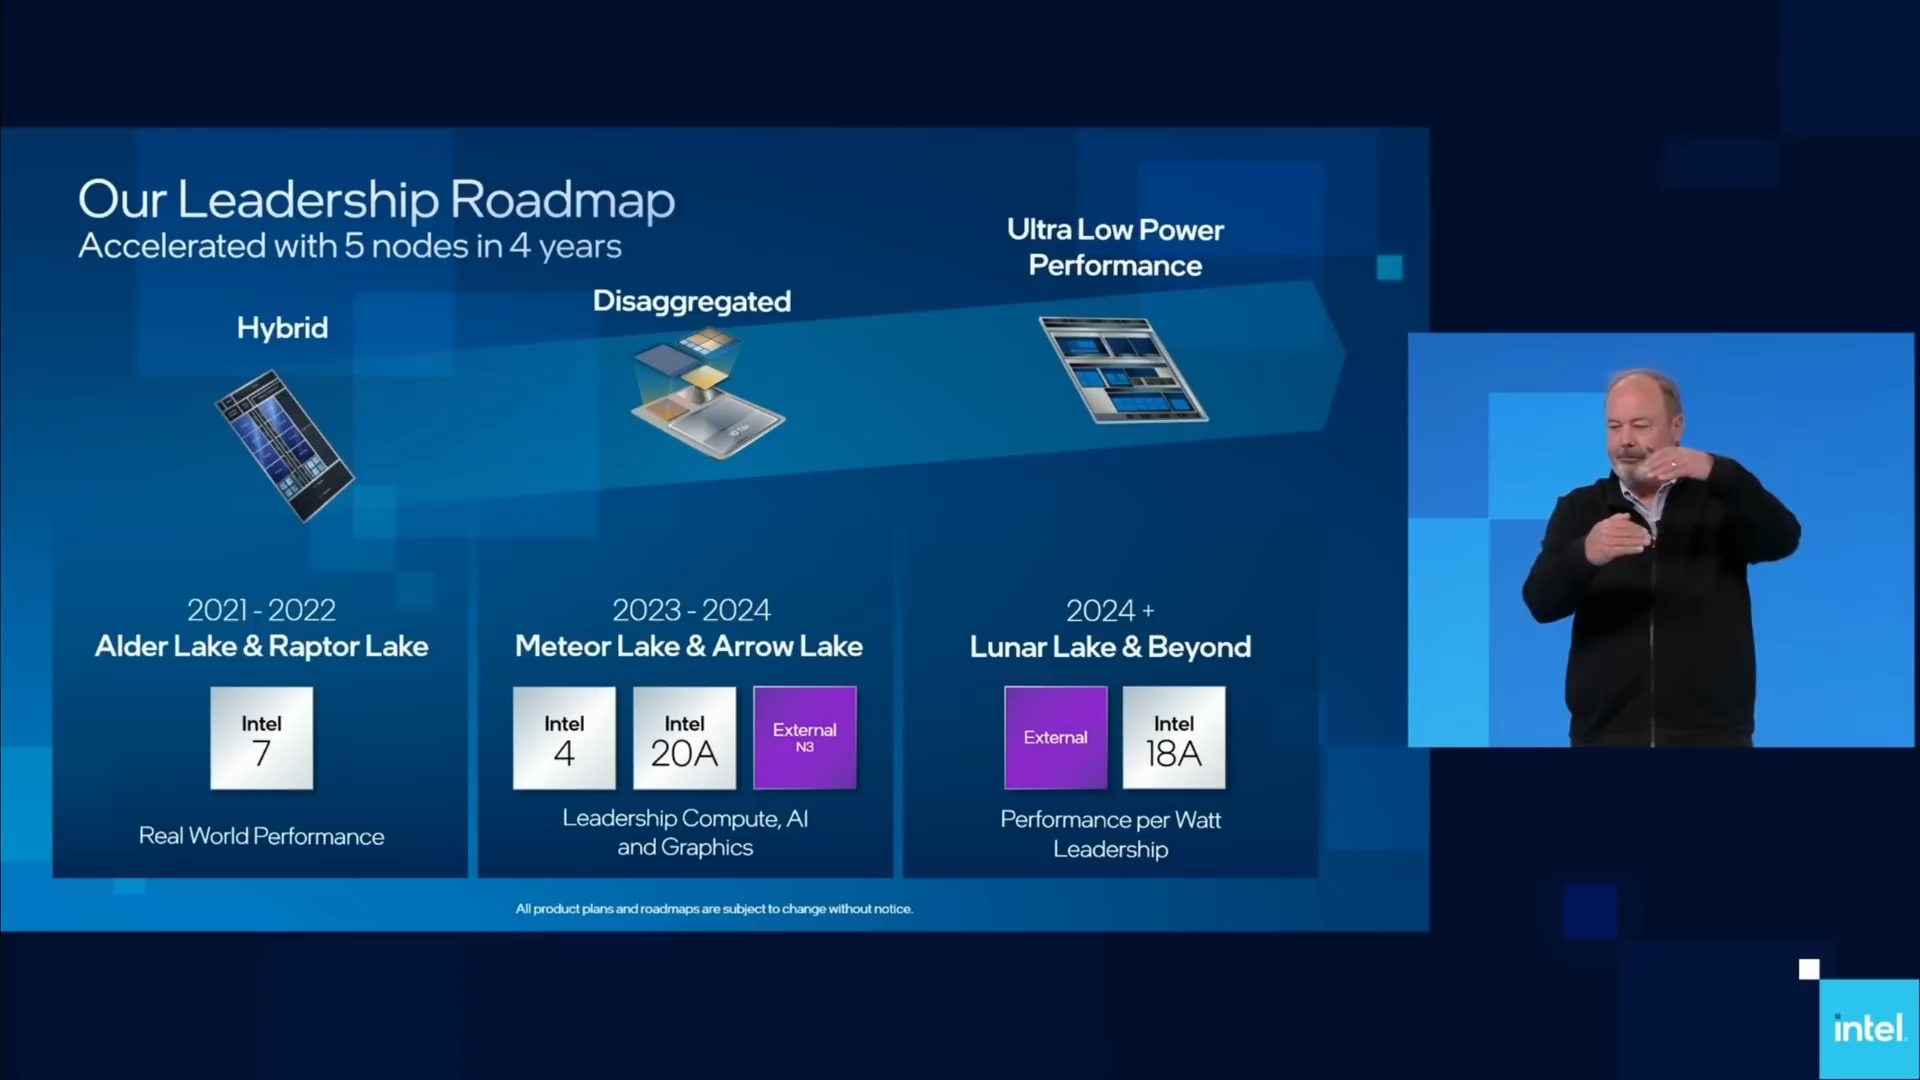 Our Leadership Roadmap
Accelerated with 5 nodes in 4 years
Hybrid
Disaggregated
Ultra Low Power
Performance
2021 - 2022
Alder Lake & Raptor Lake
Intel
7
Real World Performance
2023 - 2024
Meteor Lake & Arrow Lake
Intel
4
Intel
20A
External
N3
Leadership Compute, AI
and Graphics
2024 +
Lunar Lake & Beyond
External
Intel
18A
Performance per Watt
Leadership
All product plans and roadmaps are subject to change without notice.
intel.